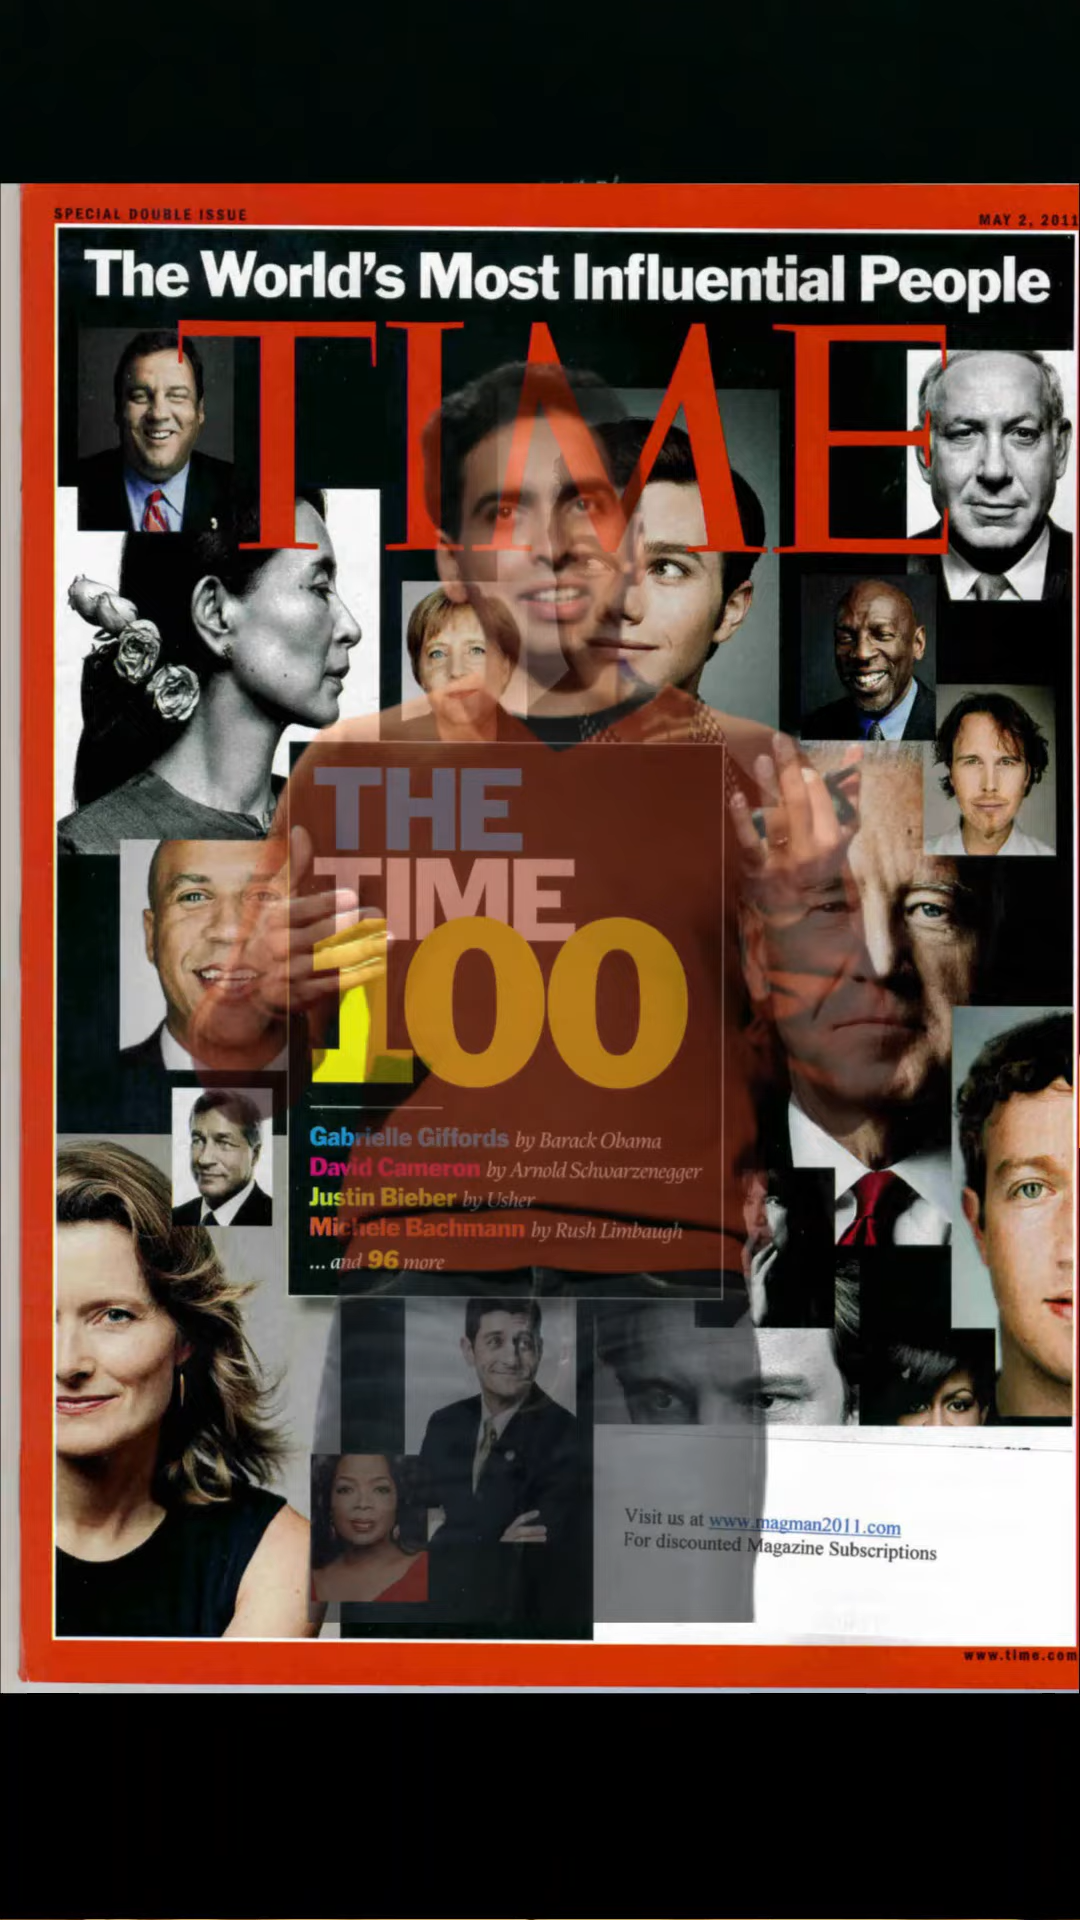 SPECIAL DOUBLE ISSUE
MAY 2, 2011
The World's Most Influential People
TIME
THE
TIME
100
Gabrielle Giffords by Barack Obama
David Cameron by Arnold Schwarzenegger
Justin Bieber by Usher
Michele Bachmann by Rush Limbaugh
... and 96 more
Visit us at www.magman2011.com
For discounted Magazine Subscriptions
www.time.com